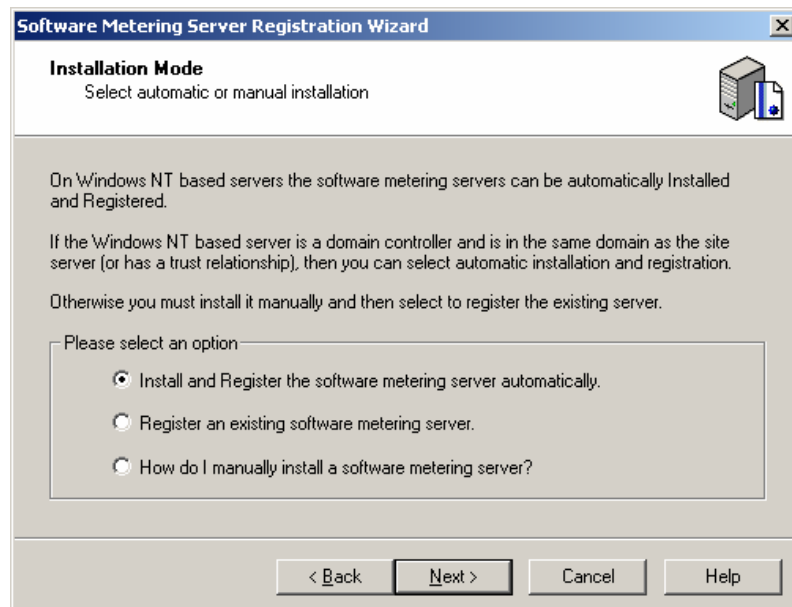 Software Metering Server Registration Wizard
Installation Mode
Select automatic or manual installation
On Windows NT based servers the software metering servers can be automatically Installed
and Registered.
If the Windows NT based server is a domain controller and is in the same domain as the site
server (or has a trust relationship), then you can select automatic installation and registration.
Otherwise you must install it manually and then select to register the existing server.
Please select an option
Install and Register the software metering server automatically.
Register an existing software metering server.
How do I manually install a software metering server?
< Back Next > Cancel Help